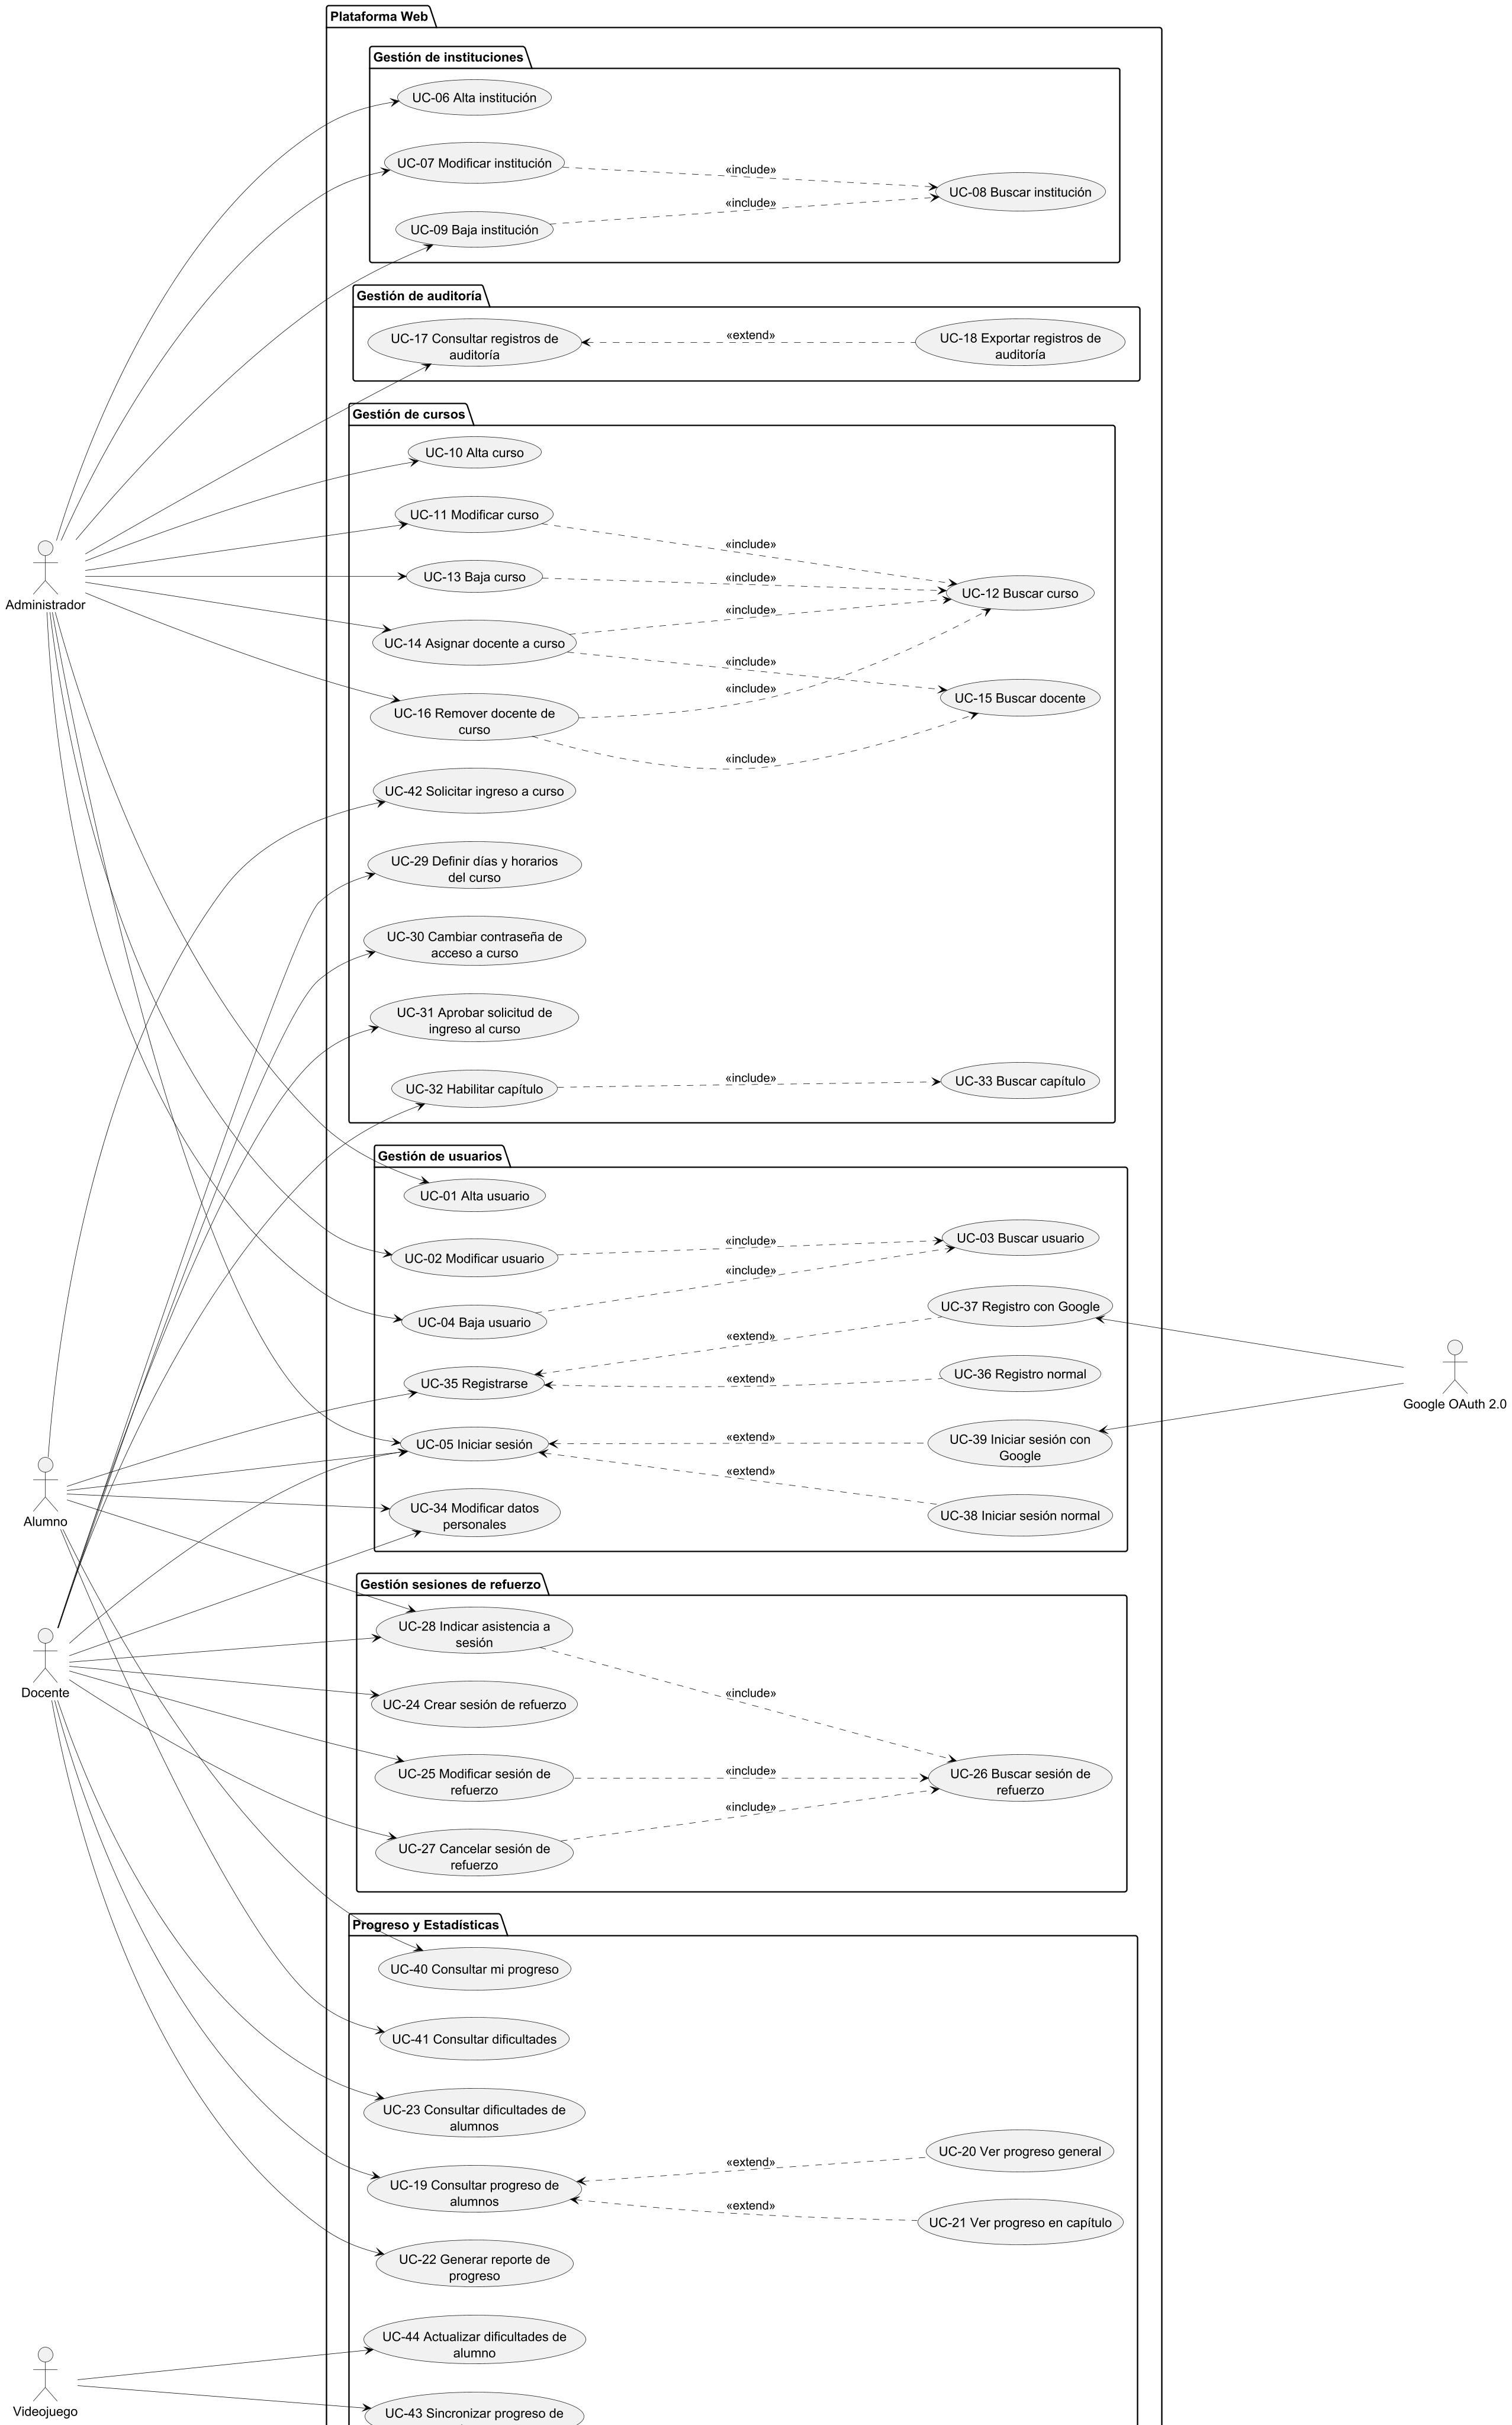 Plataforma Web
Gestión de instituciones
UC-06 Alta institución
UC-07 Modificar institución
«include»
UC-08 Buscar institución
«include»
UC-09 Baja institución
Gestión de auditoría
UC-17 Consultar registros de
auditoría
«extend»
UC-18 Exportar registros de
auditoría
Gestión de cursos
UC-10 Alta curso
UC-11 Modificar curso
«include»
UC-13 Baja curso
«include»
UC-12 Buscar curso
«include»
UC-14 Asignar docente a curso
«include»
«include»
UC-15 Buscar docente
UC-16 Remover docente de
curso
«include»
UC-42 Solicitar ingreso a curso
UC-29 Definir días y horarios
del curso
UC-30 Cambiar contraseña de
acceso a curso
UC-31 Aprobar solicitud de
ingreso al curso
UC-32 Habilitar capítulo
«include»
UC-33 Buscar capítulo
Administrador
Gestión de usuarios
UC-01 Alta usuario
UC-02 Modificar usuario
«include»
UC-03 Buscar usuario
«include»
UC-04 Baja usuario
UC-37 Registro con Google
«extend»
UC-35 Registrarse
«extend»
UC-36 Registro normal
Google OAuth 2.0
UC-05 Iniciar sesión
«extend»
UC-39 Iniciar sesión con
Google
«extend»
UC-38 Iniciar sesión normal
UC-34 Modificar datos
personales
Alumno
Gestión sesiones de refuerzo
UC-28 Indicar asistencia a
sesión
«include»
UC-24 Crear sesión de refuerzo
UC-25 Modificar sesión de
refuerzo
«include»
UC-26 Buscar sesión de
refuerzo
«include»
UC-27 Cancelar sesión de
refuerzo
Docente
Progreso y Estadísticas
UC-40 Consultar mi progreso
UC-41 Consultar dificultades
UC-23 Consultar dificultades de
alumnos
UC-20 Ver progreso general
«extend»
UC-19 Consultar progreso de
alumnos
«extend»
UC-21 Ver progreso en capítulo
UC-22 Generar reporte de
progreso
UC-44 Actualizar dificultades de
alumno
Videojuego
UC-43 Sincronizar progreso de